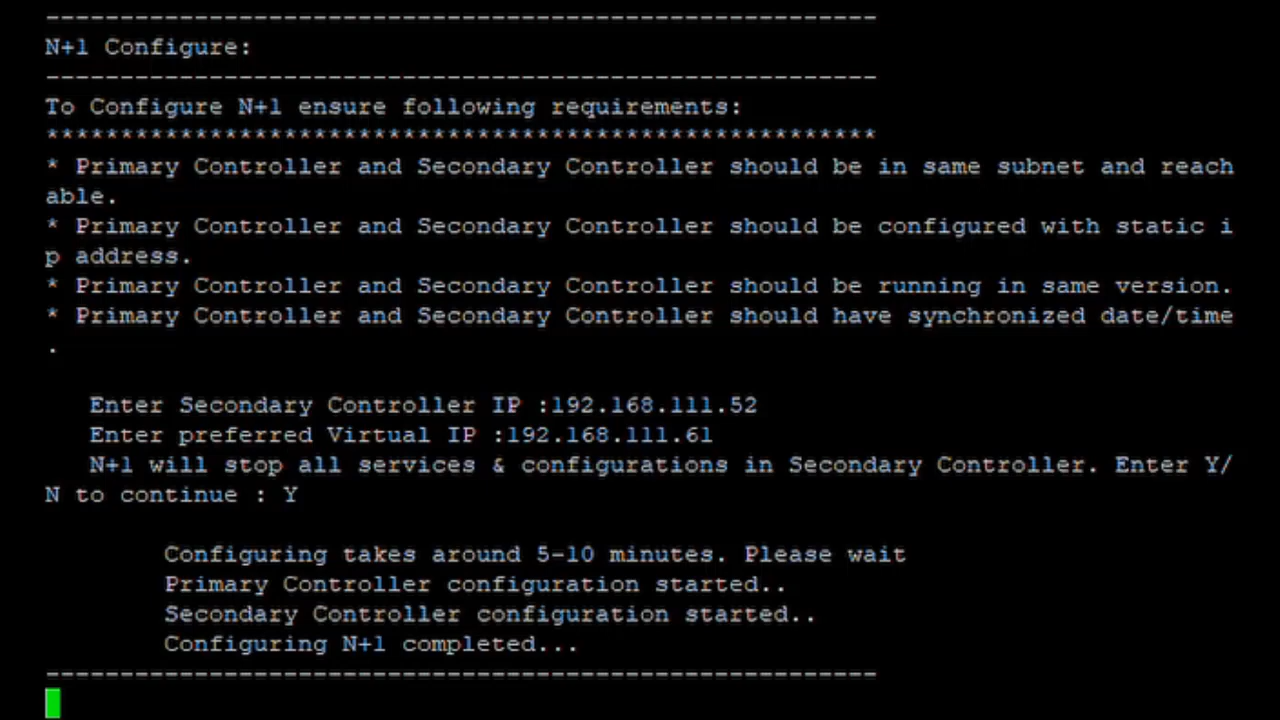 --------------------------------------------------------
N+1 Configure:
--------------------------------------------------------
To Configure N+1 ensure following requirements:
********************************************************
* Primary Controller and Secondary Controller should be in same subnet and reach
able.
* Primary Controller and Secondary Controller should be configured with static i
p address.
* Primary Controller and Secondary Controller should be running in same version.
* Primary Controller and Secondary Controller should have synchronized date/time
.
Enter Secondary Controller IP :192.168.111.52
Enter preferred Virtual IP :192.168.111.61
N+1 will stop all services & configurations in Secondary Controller. Enter Y/
N to continue : Y
Configuring takes around 5-10 minutes. Please wait
Primary Controller configuration started..
Secondary Controller configuration started..
Configuring N+1 completed...
--------------------------------------------------------